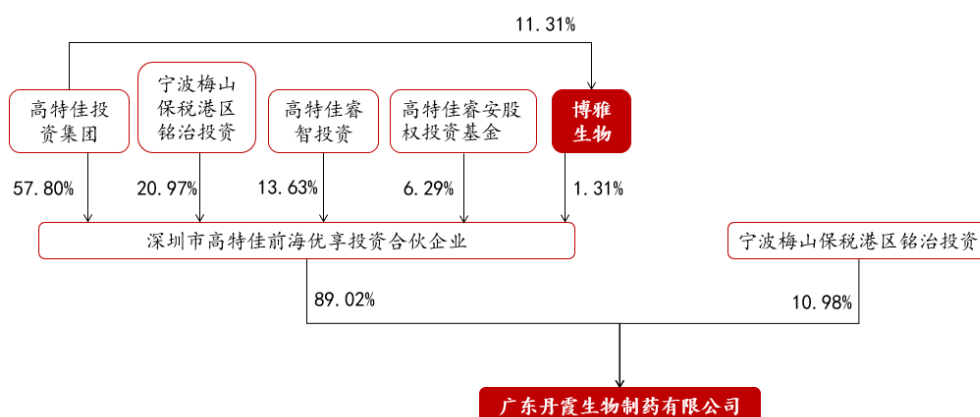 11.31%
高特佳投
资集团
宁波梅山
保税港区
铭治投资
高特佳睿
智投资
高特佳睿安股
权投资基金
博雅
生物
57.80%
20.97%
13.63%
6.29%
1.31%
深圳市高特佳前海优享投资合伙企业
宁波梅山保税港区铭治投资
89.02%
10.98%
广东丹霞生物制药有限公司